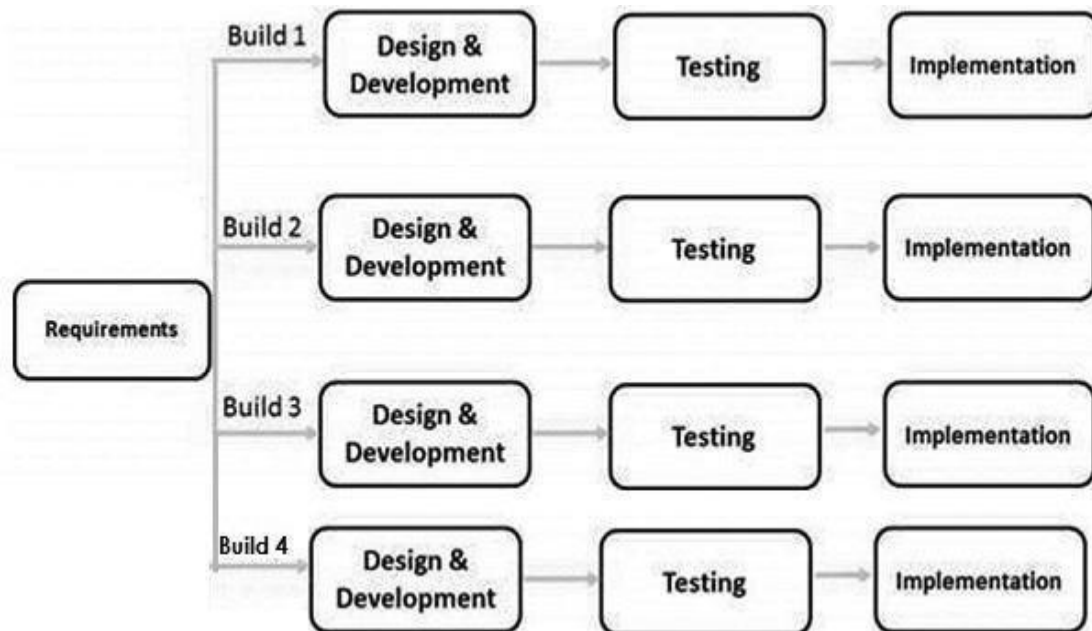 Build 1
Design &
Development
Testing
Implementation
Build 2
Design &
Development
Testing
Implementation
Requirements
Build 3
Design &
Development
Testing
Implementation
Build 4
Design &
Development
Testing
Implementation